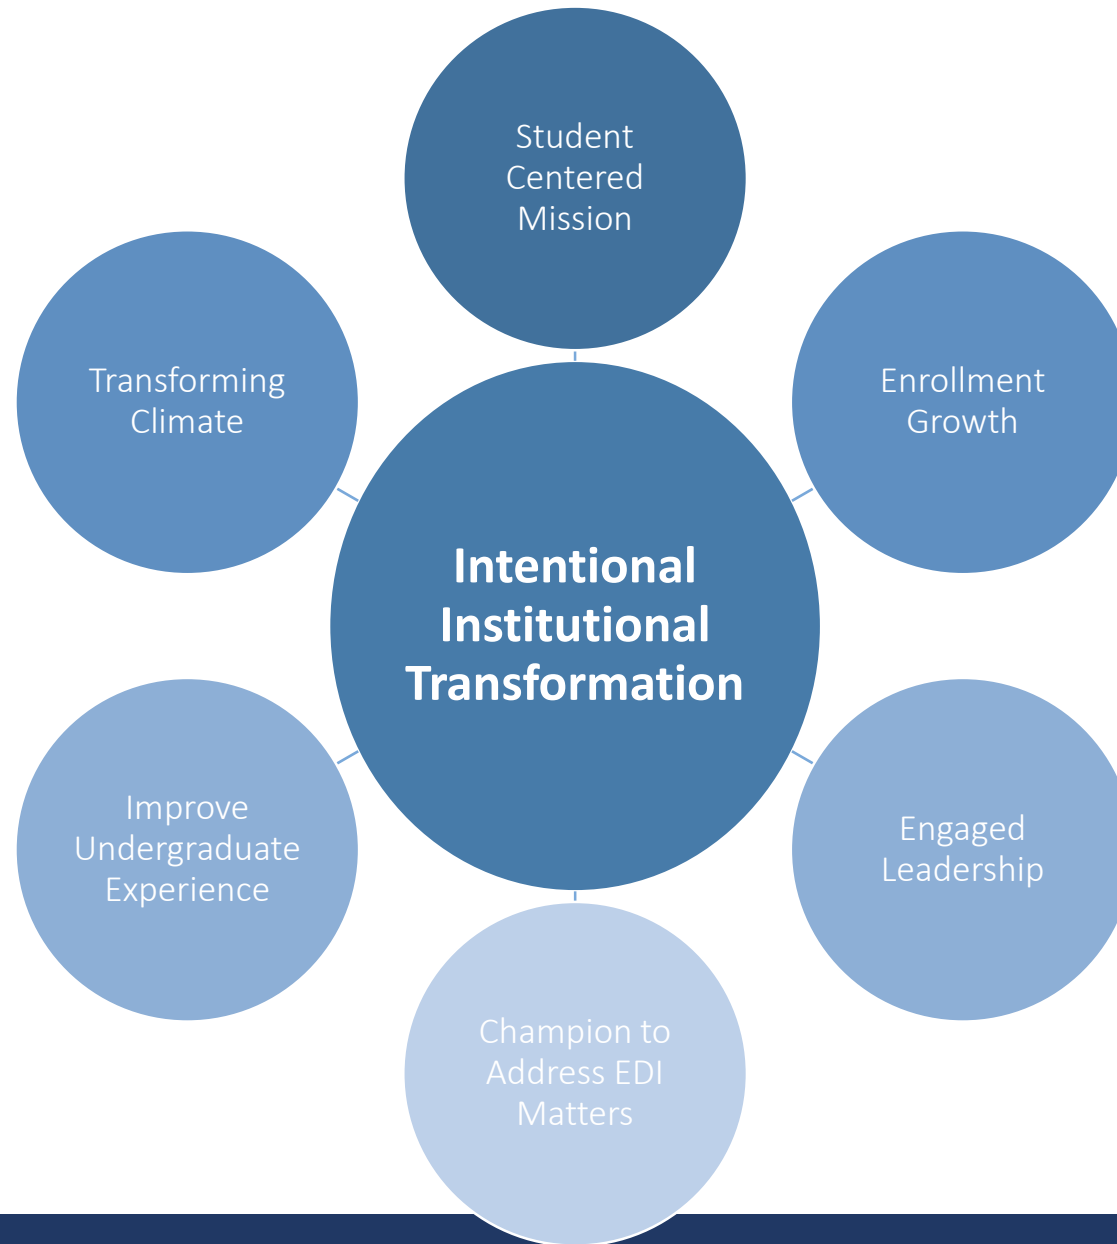 Student
Centered
Mission
Enrollment
Growth
Engaged
Leadership
Champion to
Address EDI
Matters
Improve
Undergraduate
Experience
Transforming
Climate
Intentional
Institutional
Transformation